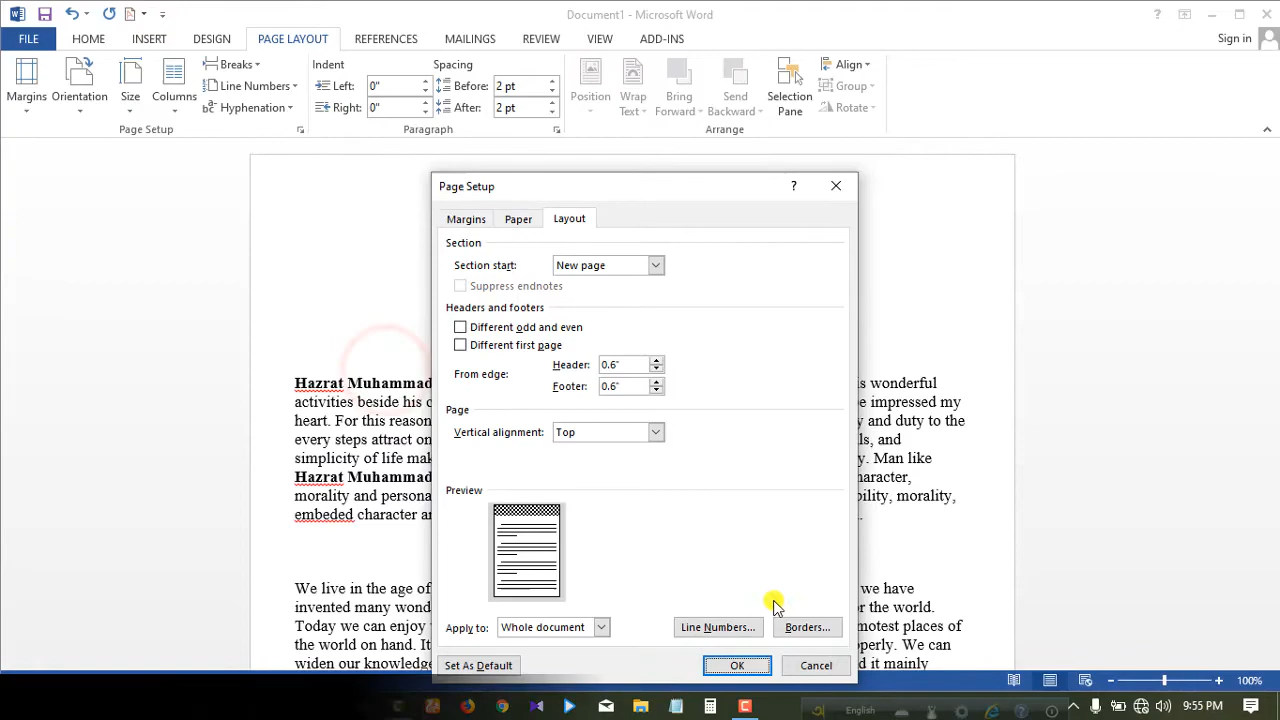 Document1 - Microsoft Word
?
FILE HOME INSERT DESIGN PAGE LAYOUT REFERENCES MAILINGS REVIEW VIEW ADD-INS Sign in
Breaks Indent Spacing Align
Line Numbers Left: 0" Before: 2 pt Group
Margins Orientation Size Columns Hyphenation Right: 0" After: 2 pt Position Wrap Text Bring Forward Send Backward Selection Pane Rotate
Page Setup Paragraph Arrange
Page Setup ?
Margins Paper Layout
Section
Section start: New page
Suppress endnotes
Headers and footers
Different odd and even
Different first page
From edge: Header: 0.6"
Footer: 0.6"
Page
Vertical alignment: Top
Preview
Apply to: Whole document Line Numbers... Borders...
Set As Default OK Cancel
Hazrat Muhammad is wonderful
activities beside his be impressed my
heart. For this reason y and duty to the
every steps attract on ls, and
simplicity of life mak y. Man like
Hazrat Muhammad haracter,
morality and persona bility, morality,
embeded character an
We live in the age of we have
invented many wond or the world.
Today we can enjoy motest places of
the world on hand. It operly. We can
widen our knowledge d it mainly
100%
English 9:55 PM